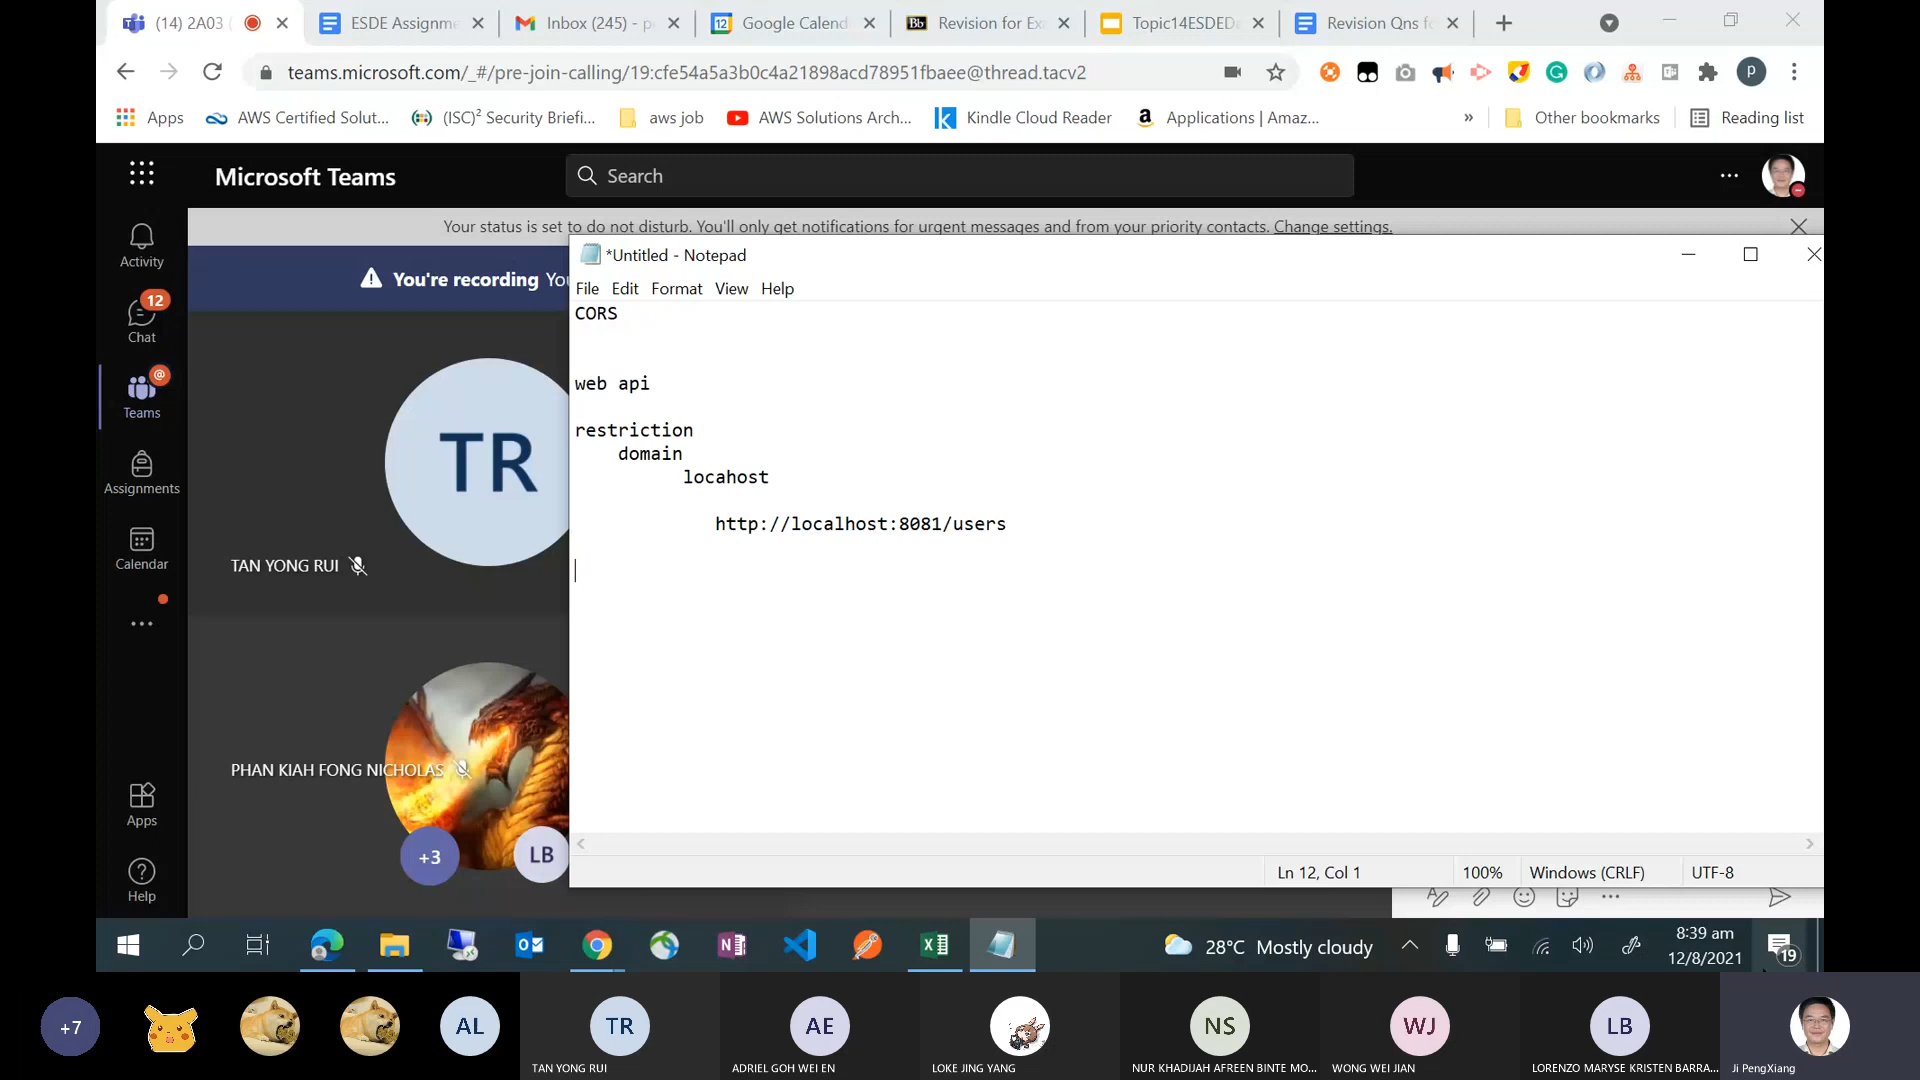 (14) 2A03 (
ESDE Assignme
Inbox (245) - p
Google Calend
Bb
Revision for Ex
Topic14ESDED
Revision Qns f
teams.microsoft.com/_#/pre-join-calling/19:cfe54a5a3b0c4a21898acd78951fbaee@thread.tacv2
P
Apps
AWS Certified Solut...
(ISC)² Security Briefi...
aws job
AWS Solutions Arch...
Kindle Cloud Reader
Applications | Amaz...
»
Other bookmarks
Reading list
Microsoft Teams
Search
Your status is set to do not disturb. You'll only get notifications for urgent messages and from your priority contacts. Change settings.
Activity
12
Chat
@
Teams
Assignments
Calendar
Apps
Help
You're recording You
TR
TAN YONG RUI
PHAN KIAH FONG NICHOLAS
+3
LB
*Untitled - Notepad
File Edit Format View Help
CORS
web api
restriction
domain
locahost
http://localhost:8081/users
Ln 12, Col 1
100%
Windows (CRLF)
UTF-8
28°C Mostly cloudy
8:39 am
12/8/2021
19
+7
AL
TR
TAN YONG RUI
AE
ADRIEL GOH WEI EN
LOKE JING YANG
NS
NUR KHADIJAH AFREEN BINTE MO...
WJ
WONG WEI JIAN
LB
LORENZO MARYSE KRISTEN BARRA...
Ji PengXiang